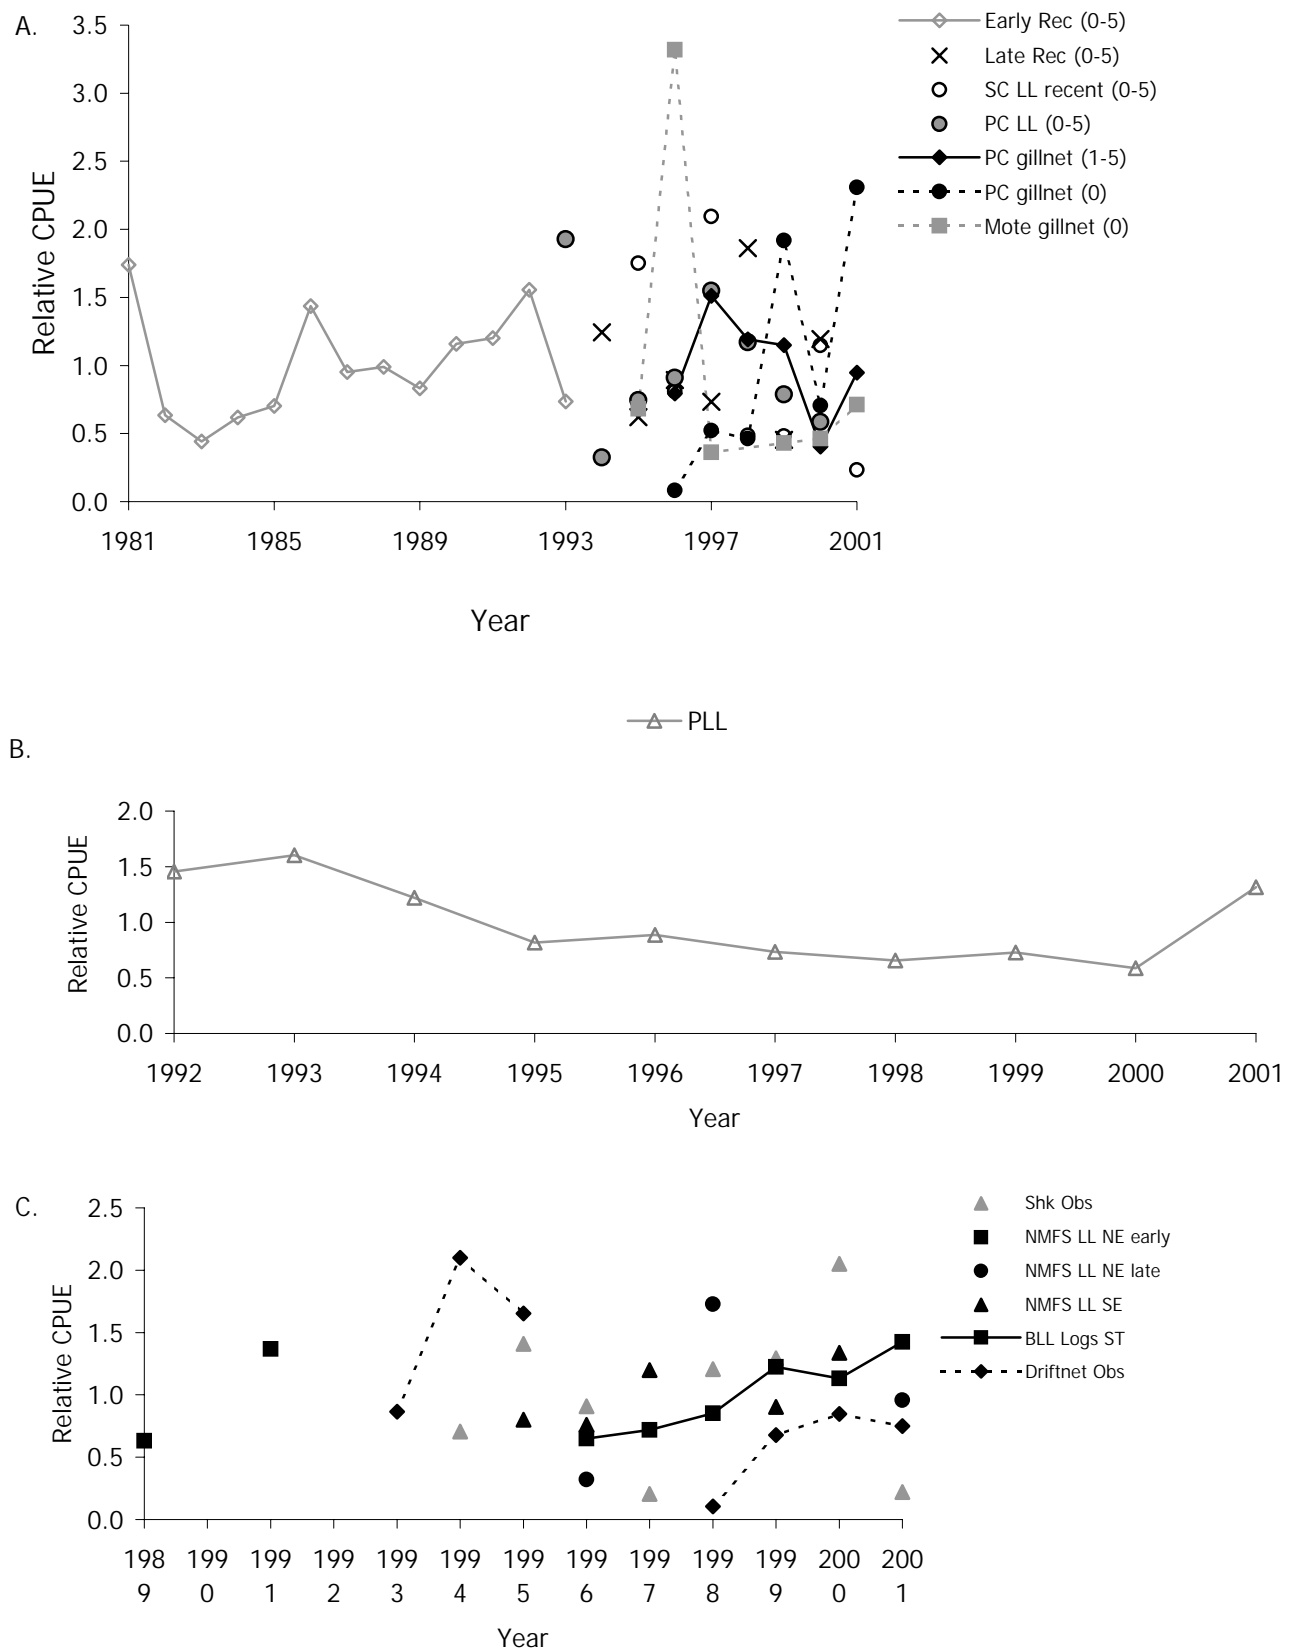 A.
Early Rec (0-5)
Late Rec (0-5)
SC LL recent (0-5)
PC LL (0-5)
PC gillnet (1-5)
PC gillnet (0)
Mote gillnet (0)
3.5
3.0
2.5
2.0
1.5
1.0
0.5
0.0
Relative CPUE
1981 1985 1989 1993 1997 2001
Year
PLL
B.
2.0
1.5
1.0
0.5
0.0
Relative CPUE
1992 1993 1994 1995 1996 1997 1998 1999 2000 2001
Year
C.
Shk Obs
NMFS LL NE early
NMFS LL NE late
NMFS LL SE
BLL Logs ST
Driftnet Obs
2.5
2.0
1.5
1.0
0.5
0.0
Relative CPUE
198 199 199 199 199 199 199 199 199 199 199 200 200
9 0 1 2 3 4 5 6 7 8 9 0 1
Year